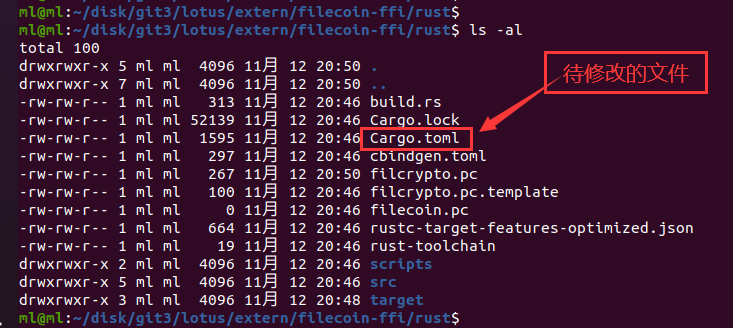 ml@ml:~/disk/git3/lotus/extern/filecoin-ffi/rust$
ml@ml:~/disk/git3/lotus/extern/filecoin-ffi/rust$ ls -al
total 100
drwxrwxr-x 5 ml ml  4096 11月 12 20:50 .
drwxrwxr-x 7 ml ml  4096 11月 12 20:50 ..
-rw-rw-r-- 1 ml ml   313 11月 12 20:46 build.rs
-rw-rw-r-- 1 ml ml 52139 11月 12 20:46 Cargo.lock
-rw-rw-r-- 1 ml ml  1595 11月 12 20:46 Cargo.toml
待修改的文件
-rw-rw-r-- 1 ml ml   297 11月 12 20:46 cbindgen.toml
-rw-rw-r-- 1 ml ml   267 11月 12 20:50 filcrypto.pc
-rw-rw-r-- 1 ml ml   100 11月 12 20:46 filcrypto.pc.template
-rw-rw-r-- 1 ml ml     0 11月 12 20:46 filecoin.pc
-rw-rw-r-- 1 ml ml   664 11月 12 20:46 rustc-target-features-optimized.json
-rw-rw-r-- 1 ml ml    19 11月 12 20:46 rust-toolchain
drwxrwxr-x 2 ml ml  4096 11月 12 20:46 scripts
drwxrwxr-x 5 ml ml  4096 11月 12 20:46 src
drwxrwxr-x 3 ml ml  4096 11月 12 20:48 target
ml@ml:~/disk/git3/lotus/extern/filecoin-ffi/rust$